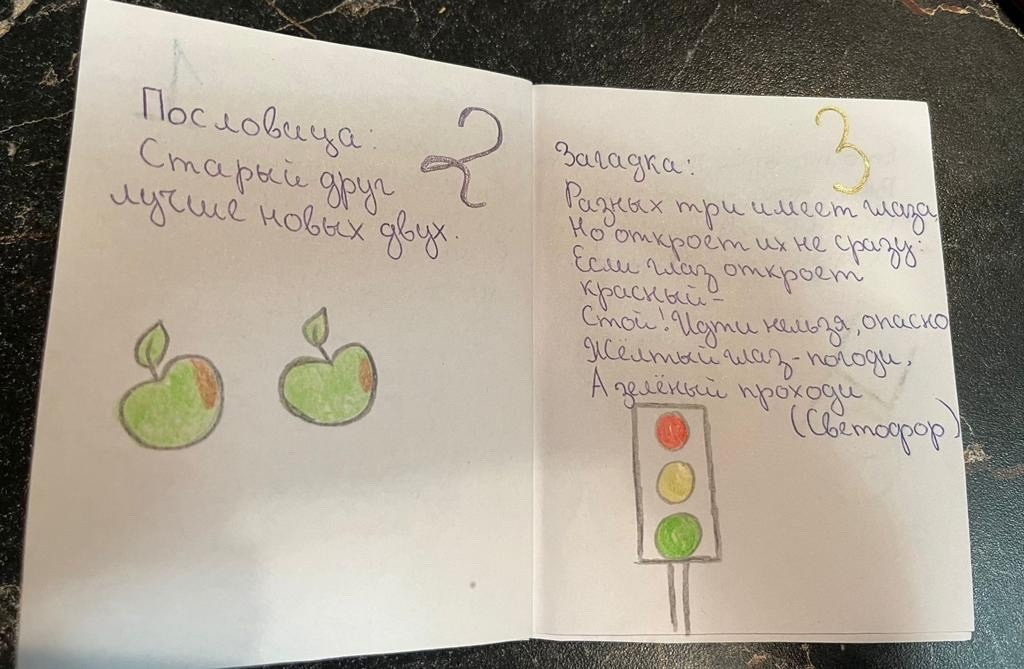 Пословица:
2
Старый друг
лучше новых двух.
3
Загадка:
Разных три имеет глаза,
Но откроет их не сразу:
Если глаз откроет
красный-
Стой! Идти нельзя, опасно
Жёлтый глаз-погоди,
А зелёный проходи
(Светофор)